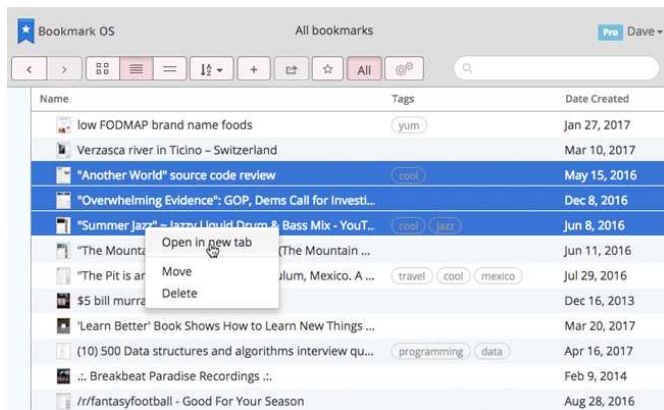 Bookmark OS
All bookmarks
Pro Dave
All
Name Tags Date Created
low FODMAP brand name foods yum Jan 27, 2017
Verzasca river in Ticino – Switzerland Mar 10, 2017
"Another World" source code review cool May 15, 2016
"Overwhelming Evidence": GOP, Dems Call for Investi... Dec 8, 2016
"Summer Jazz" ~ Jazzy Liquid Drum & Bass Mix - YouT.. cool jazz Jun 8, 2016
Open in new tab
Move
Delete
"The Mounta (The Mountain ... Jun 11, 2016
"The Pit is ar ulum, Mexico. A ... travel cool mexico Jul 29, 2016
$5 bill murra Dec 16, 2013
'Learn Better' Book Shows How to Learn New Things ... Mar 20, 2017
(10) 500 Data structures and algorithms interview qu... programming data Apr 16, 2017
.:. Breakbeat Paradise Recordings .:. Feb 9, 2014
/r/fantasyfootball - Good For Your Season Aug 28, 2016